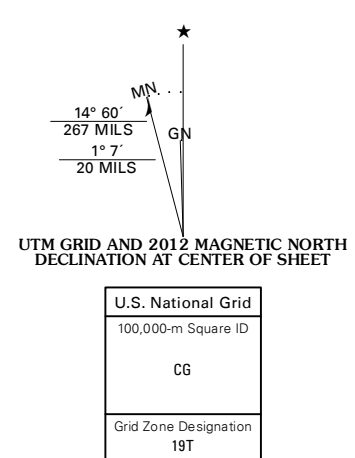 ★
MN
GN
14° 60´
267 MILS
1° 7´
20 MILS
UTM GRID AND 2012 MAGNETIC NORTH
DECLINATION AT CENTER OF SHEET
U.S. National Grid
100,000-m Square ID
CG
Grid Zone Designation
19T